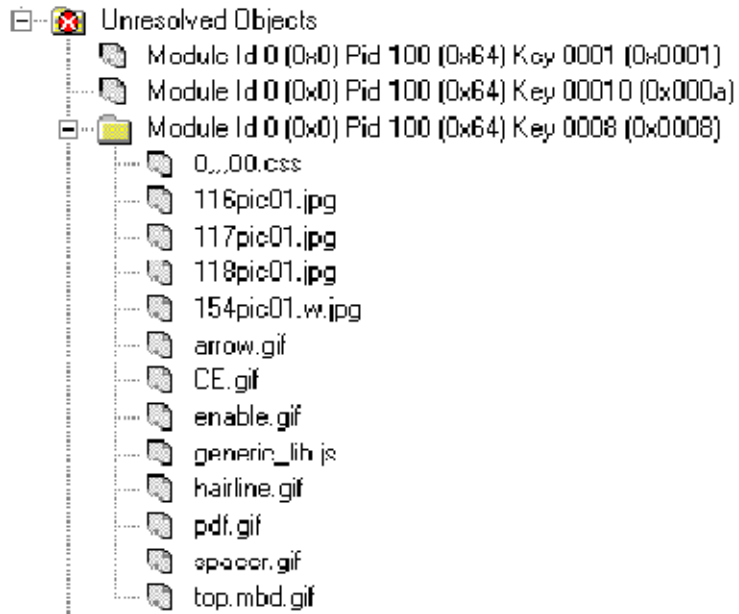 Unresolved Objects
Module Id 0 (0x0) Pid 100 (0x64) Key 0001 (0x0001)
Module Id 0 (0x0) Pid 100 (0x64) Key 00010 (0x000a)
Module Id 0 (0x0) Pid 100 (0x64) Key 0008 (0x0008)
0,,,00.css
116pic01.jpg
117pic01.jpg
118pic01.jpg
154pic01.w.jpg
arrow.gif
CE.gif
enable.gif
generic_lib.js
hairline.gif
pdf.gif
spacer.gif
top.mbd.gif